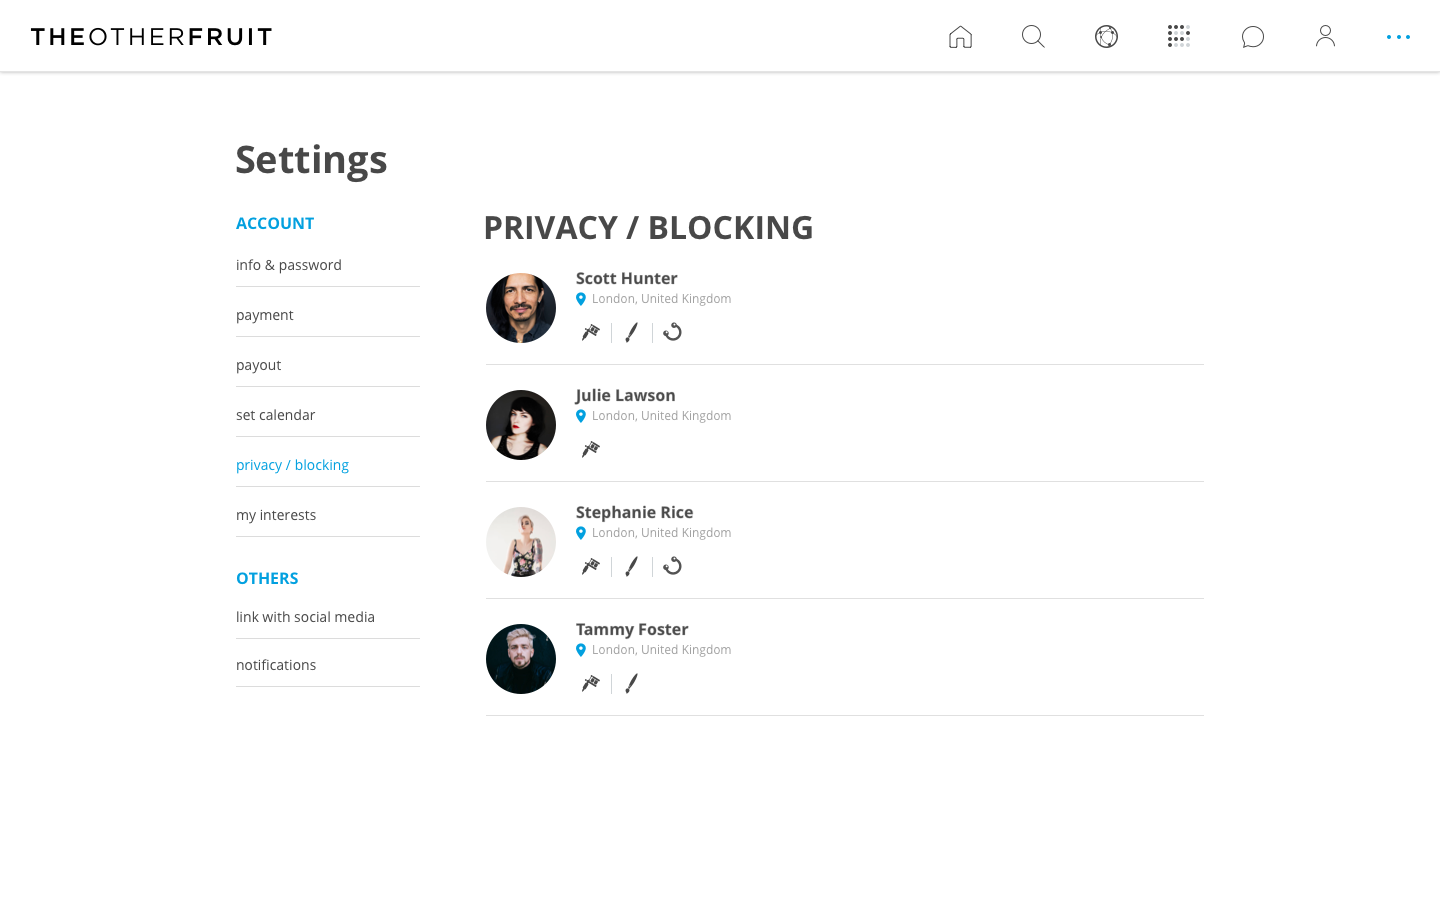 THEOTHERFRUIT
Settings
ACCOUNT
info & password
payment
payout
set calendar
privacy / blocking
my interests
OTHERS
link with social media
notifications
PRIVACY / BLOCKING
Scott Hunter
London, United Kingdom
Julie Lawson
London, United Kingdom
Stephanie Rice
London, United Kingdom
Tammy Foster
London, United Kingdom